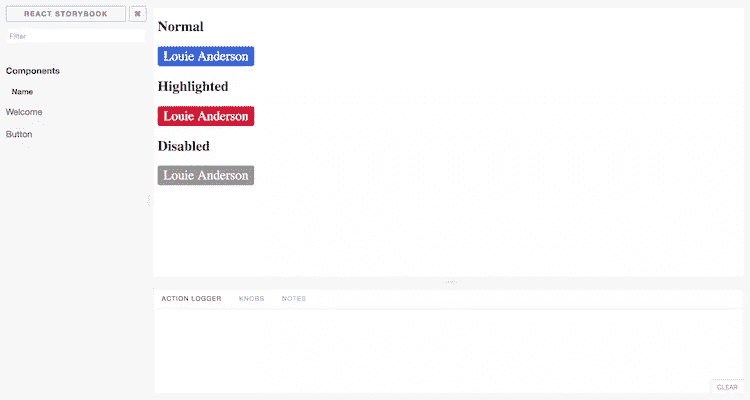 REACT STORYBOOK ⌘
Filter
Components
Name
Welcome
Button
Normal
Louie Anderson
Highlighted
Louie Anderson
Disabled
Louie Anderson
ACTION LOGGER KNOBS NOTES
CLEAR